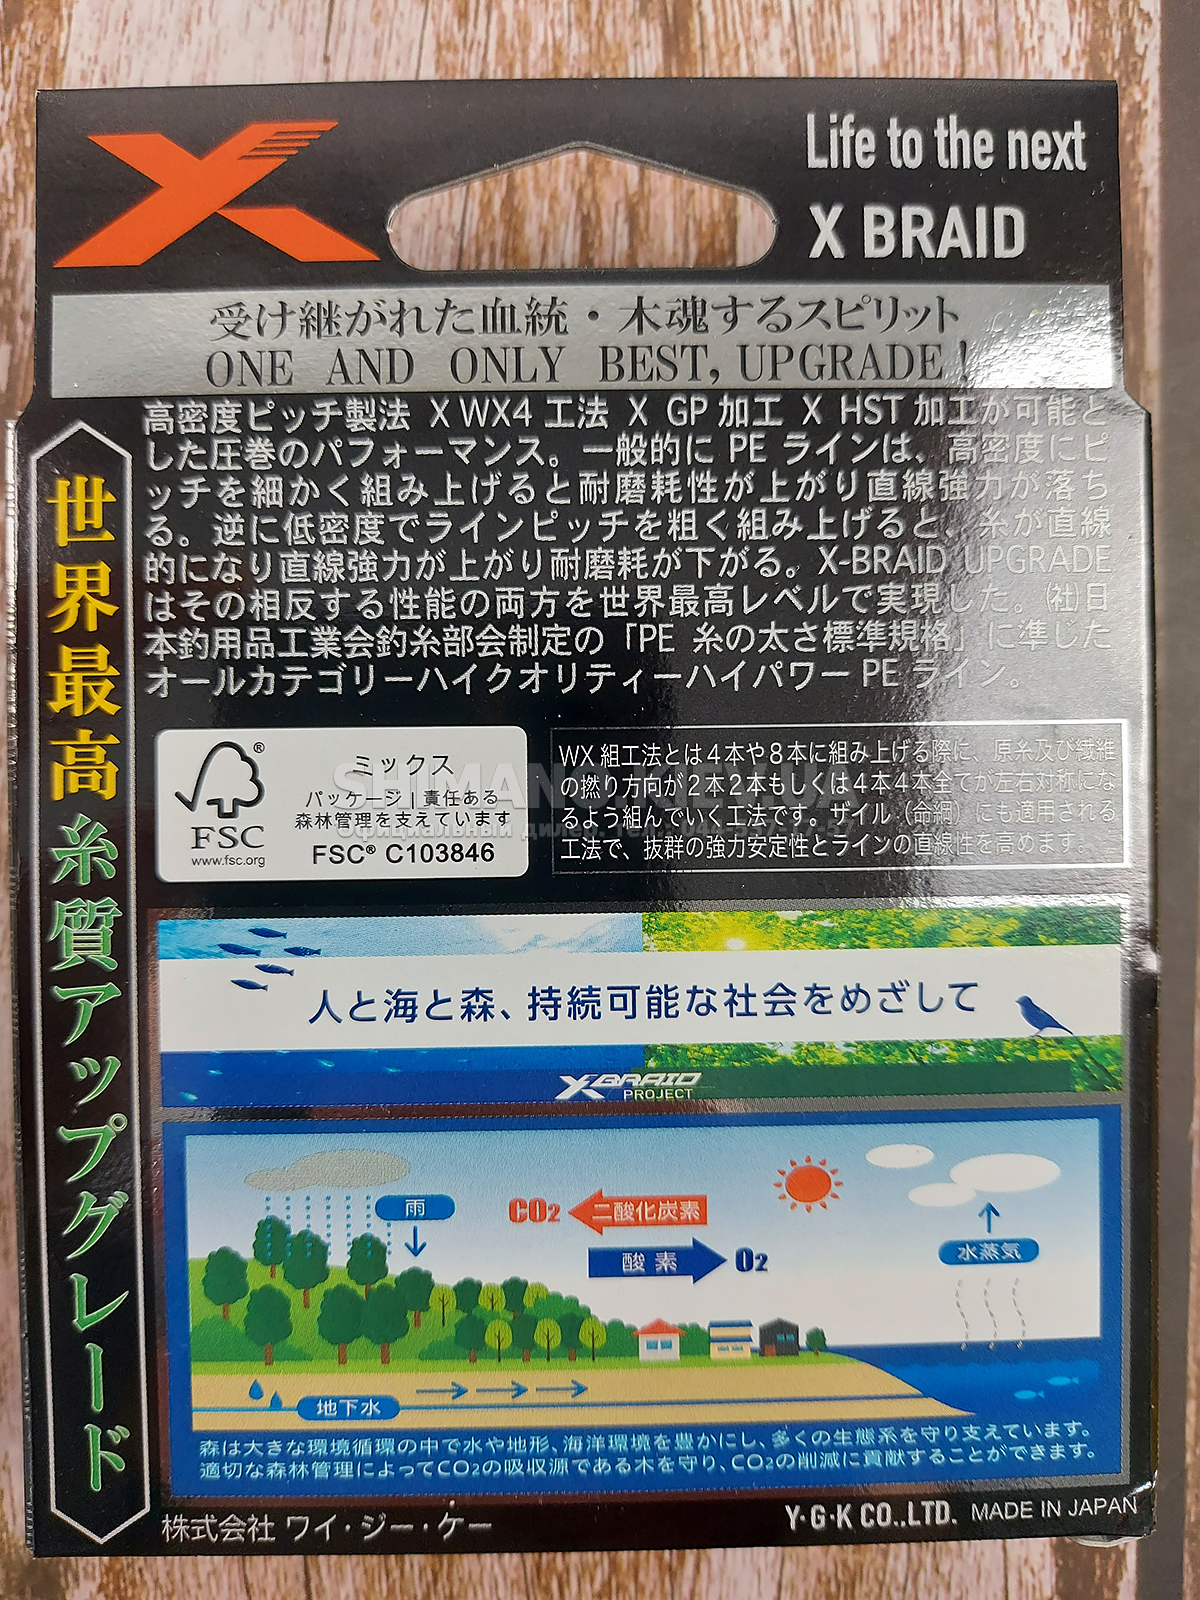 Life to the next
X BRAID
受け継がれた血統・木魂するスピリット
ONE AND ONLY BEST, UPGRADE!
世界最高糸質アップグレード
高密度ピッチ製法 X WX4 工法 X GP 加工 X HST 加工が可能と
した圧巻のパフォーマンス。一般的に PE ラインは、高密度にピ
ッチを細かく組み上げると耐磨耗性が上がり直線強力が落ち
る。逆に低密度でラインピッチを粗く組み上げると、糸が直線
的になり直線強力が上がり耐磨耗が下がる。X-BRAID UPGRADE
はその相反する性能の両方を世界最高レベルで実現した。(社)日
本釣用品工業会釣糸部会制定の「PE 糸の太さ標準規格」に準じた
オールカテゴリーハイクオリティーハイパワー PE ライン。
FSC®
www.fsc.org
ミックス
パッケージ | 責任ある
森林管理を支えています
FSC® C103846
WX 組工法とは4本や8本に組み上げる際に、原糸及び繊維
の撚り方向が2本2本もしくは4本4本全てが左右対称にな
るよう組んでいく工法です。ザイル（命綱）にも適用される
工法で、抜群の強力安定性とラインの直線性を高めます。
Официальный дилер.
人と海と森、持続可能な社会をめざして
XBRAID
PROJECT
雨
CO2 二酸化炭素
酸素 O2
水蒸気
地下水
森は大きな環境循環の中で水や地形、海洋環境を豊かにし、多くの生態系を守り支えています。
適切な森林管理によってCO2の吸収源である木を守り、CO2の削減に貢献することができます。
株式会社 ワイ・ジー・ケー
Y·G·K CO.,LTD. MADE IN JAPAN